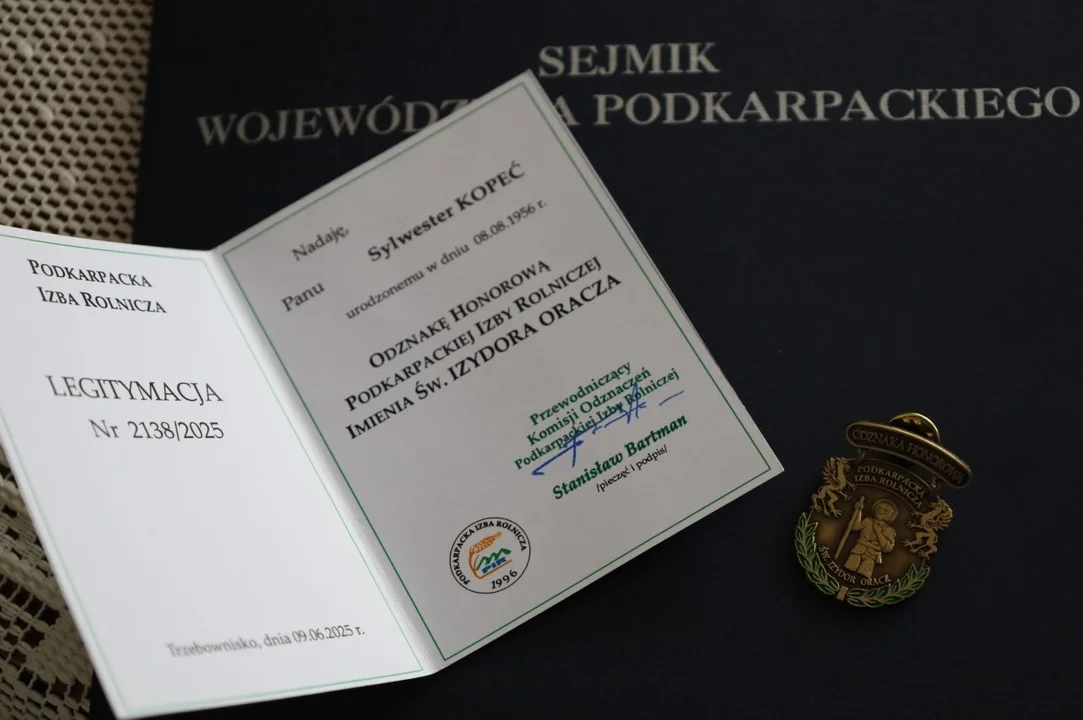 SEJMIK
WOJEWÓDZ A PODKARPACKIEGO
PODKARPACKA
IZBA ROLNICZA
LEGITYMACJA
Nr 2138/2025
Trzebownisko, dnia 09.06.2025 r.
Nadaję,
Panu Sylwester KOPEĆ
urodzonemu w dniu 08.08.1956 r.
ODZNAKĘ HONOROWĄ
PODKARPACKIEJ IZBY ROLNICZEJ
IMIENIA ŚW. IZYDORA ORACZA
Przewodniczący
Komisji Odznaczeń
Podkarpackiej Izby Rolniczej
Stanisław Bartman
/pieczęć i podpis/
PODKARPACKA IZBA ROLNICZA
PIR
1996
ODZNAKA HONOROWA
PODKARPACKA
IZBA ROLNICZA
ŚW. IZYDOR ORACZ